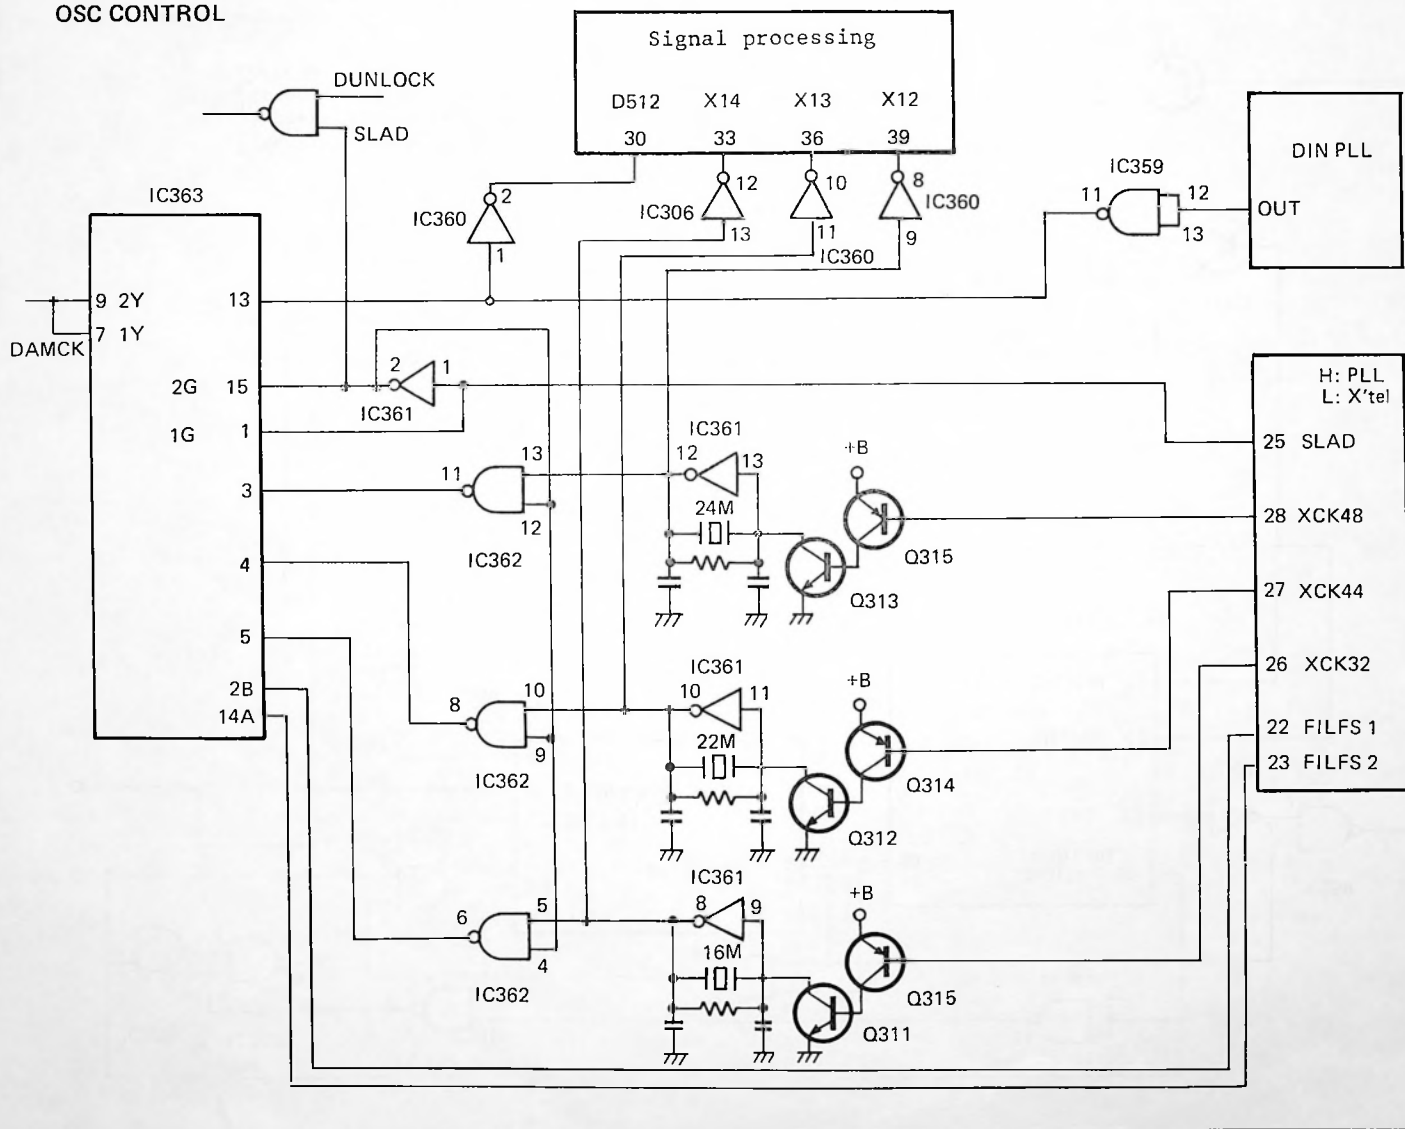 OSC CONTROL
Signal processing
D512 X14 X13 X12
30 33 36 39
DUNLOCK
SLAD
DIN PLL
OUT
IC359
11 12
13
IC363
2
IC360
1
12
IC306
13
10
11
IC360
8
IC360
9
9 2Y 13
7 1Y
DAMCK
2G 15
1G 1
3
4
5
2B
14A
2 1
IC361
H: PLL
L: X'tel
25 SLAD
28 XCK48
27 XCK44
26 XCK32
22 FILFS 1
23 FILFS 2
11 13
12
IC362
IC361
12 13
24M
+B
Q315
Q313
8 10
9
IC362
IC361
10 11
22M
+B
Q314
Q312
6 5
4
IC362
IC361
8 9
16M
+B
Q315
Q311